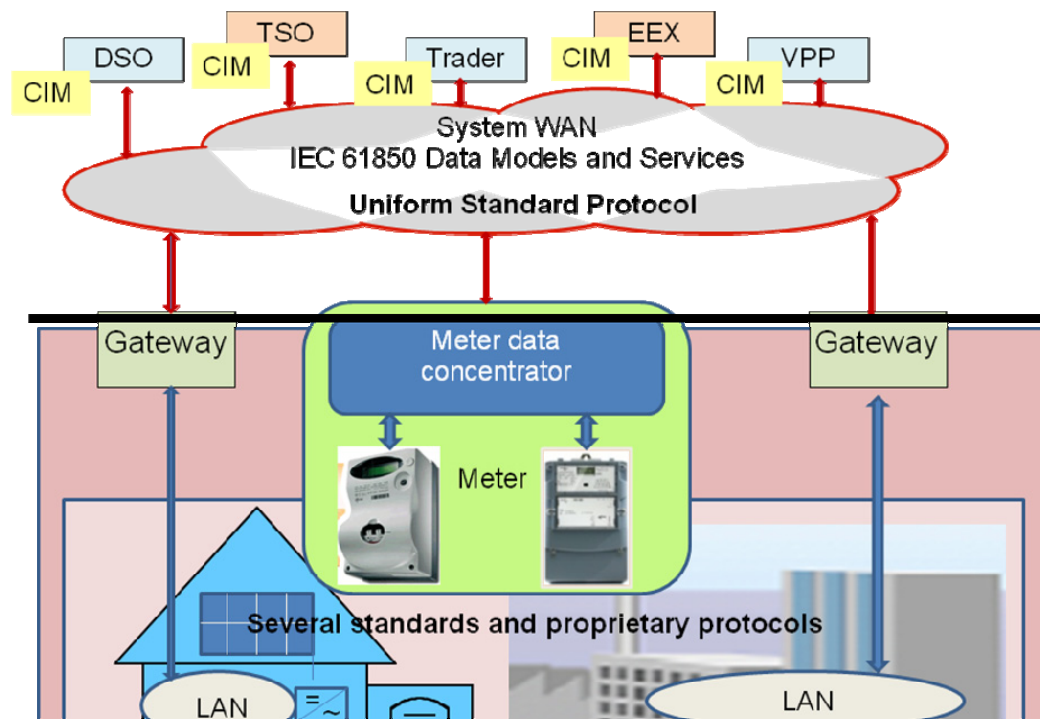 TSO
EEX
DSO
Trader
VPP
CIM
CIM
CIM
CIM
CIM
System WAN
IEC 61850 Data Models and Services
Uniform Standard Protocol
Gateway
Meter data
concentrator
Gateway
Meter
Several standards and proprietary protocols
LAN
=
~
LAN